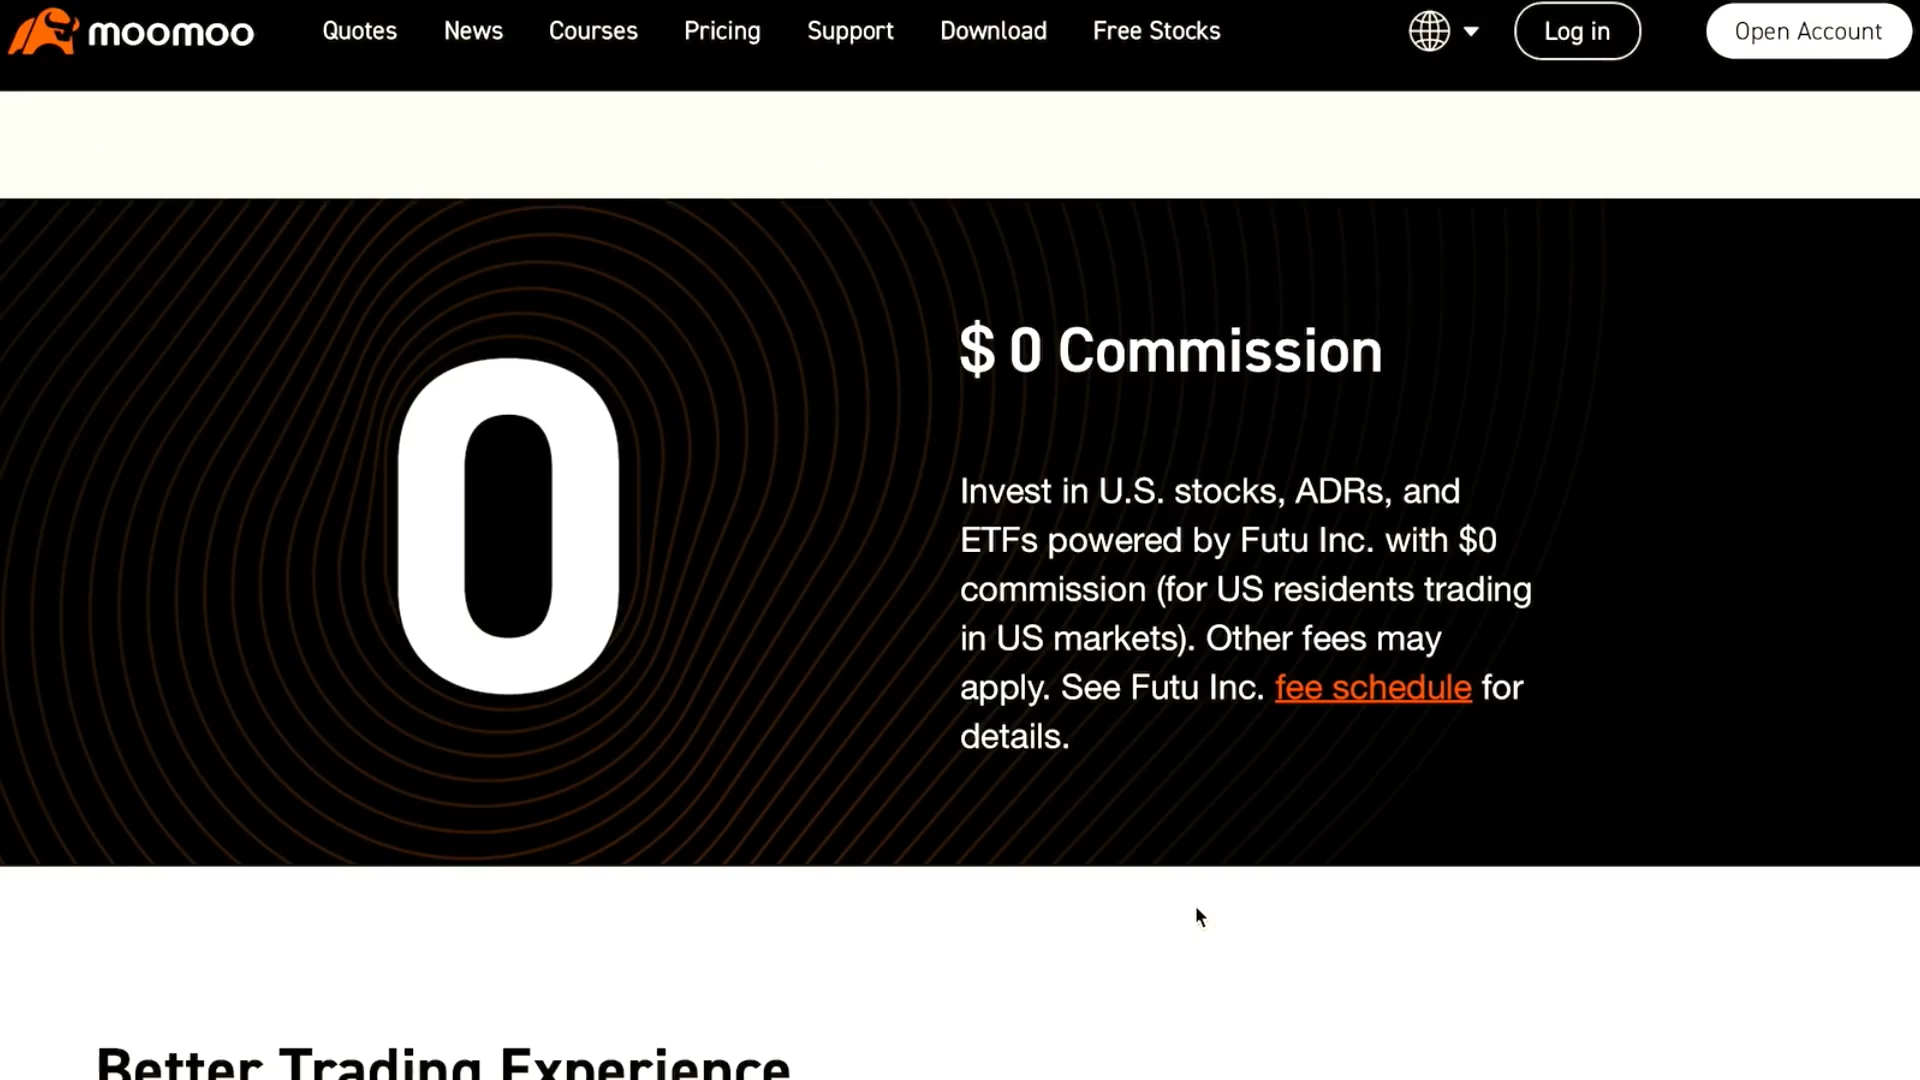 moomoo Quotes News Courses Pricing Support Download Free Stocks Log in Open Account
0
$ 0 Commission
Invest in U.S. stocks, ADRs, and
ETFs powered by Futu Inc. with $0
commission (for US residents trading
in US markets). Other fees may
apply. See Futu Inc. fee schedule for
details.
Better Trading Experience